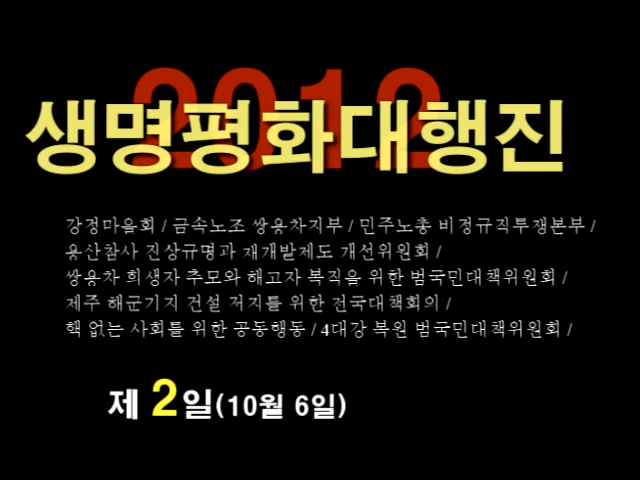 2012
생명평화대행진
강정마을회 / 금속노조 쌍용차지부 / 민주노총 비정규직투쟁본부 /
용산참사 진상규명과 재개발제도 개선위원회 /
쌍용차 희생자 추모와 해고자 복직을 위한 범국민대책위원회 /
제주 해군기지 건설 저지를 위한 전국대책회의 /
핵 없는 사회를 위한 공동행동 / 4대강 복원 범국민대책위원회 /
제 2일(10월 6일)